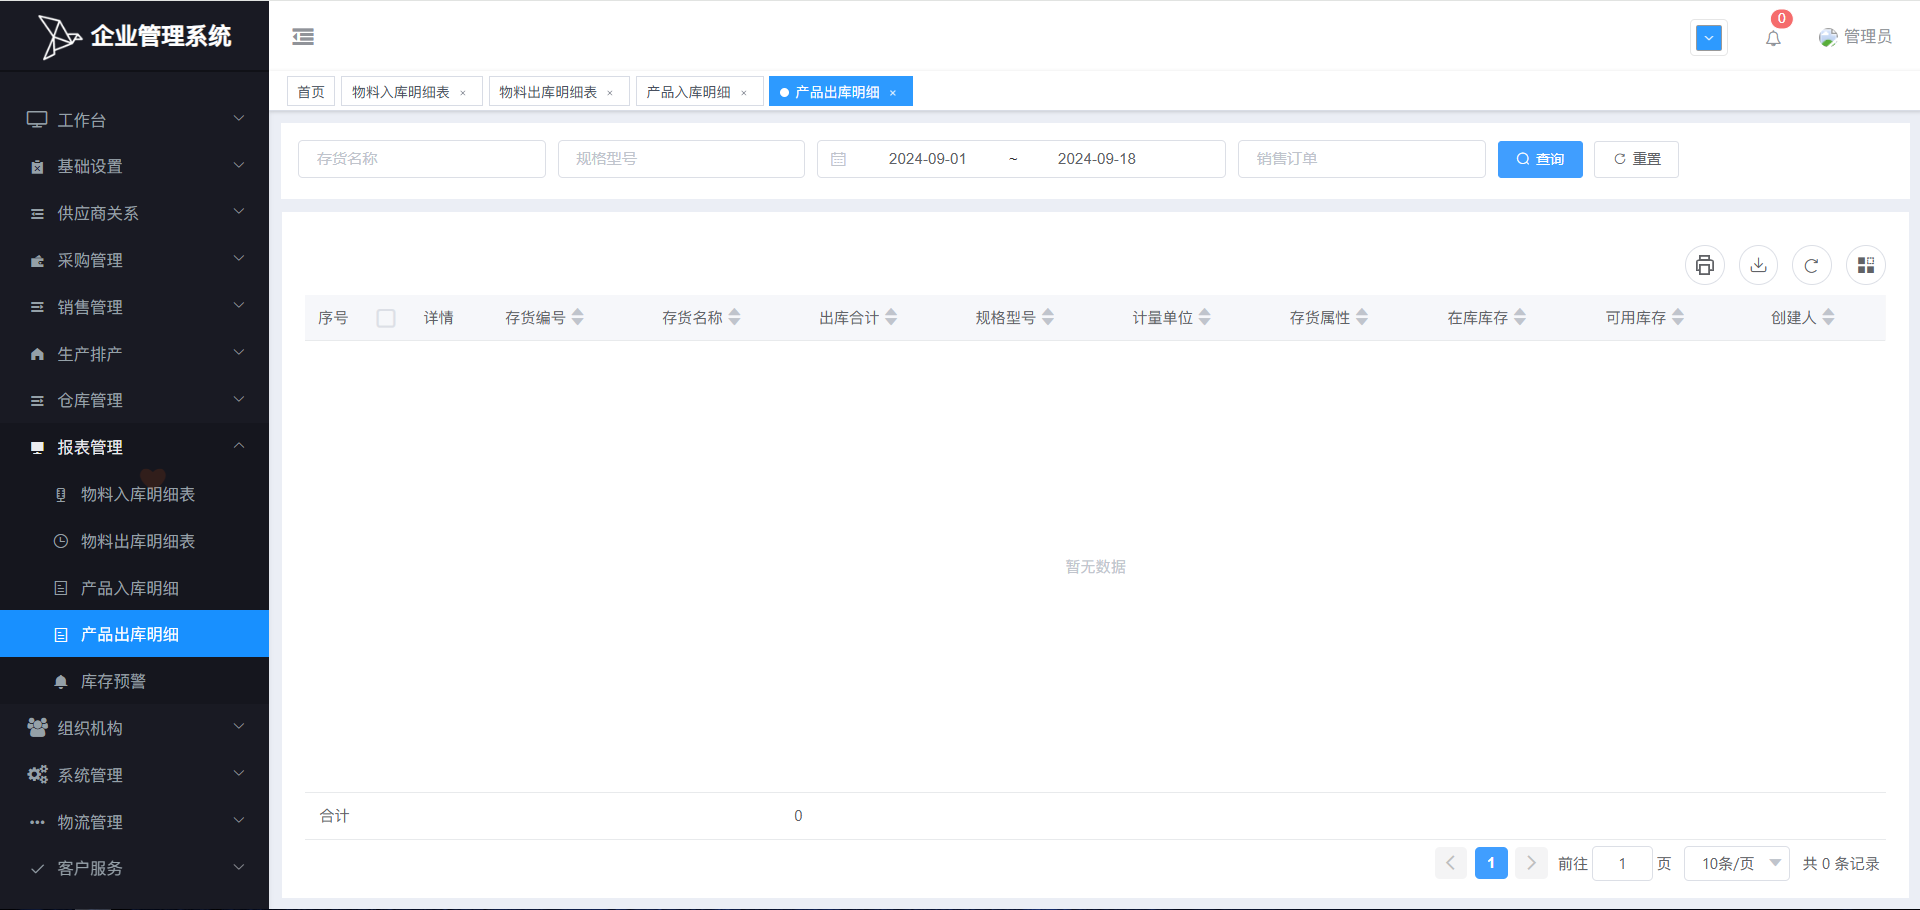 企业管理系统
0
管理员
首页 物料入库明细表 × 物料出库明细表 × 产品入库明细 × 产品出库明细 ×
工作台
基础设置
供应商关系
采购管理
销售管理
生产排产
仓库管理
报表管理
物料入库明细表
物料出库明细表
产品入库明细
产品出库明细
库存预警
组织机构
系统管理
物流管理
客户服务
存货名称 规格型号 2024-09-01 ~ 2024-09-18 销售订单 查询 重置
序号 详情 存货编号 存货名称 出库合计 规格型号 计量单位 存货属性 在库库存 可用库存 创建人
暂无数据
合计 0
1 前往 1 页 10条/页 共 0 条记录